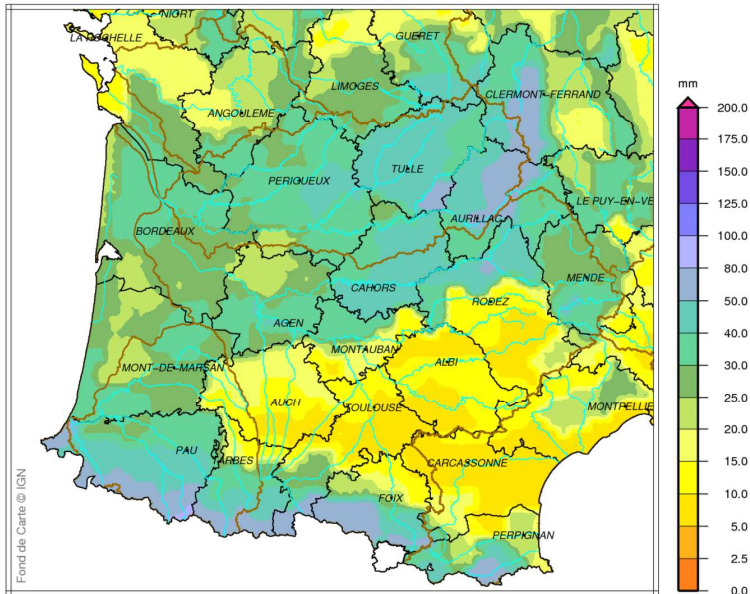 NIORT
LA ROCHELLE
GUERET
LIMOGES
CLERMONT-FERRAND
ANGOULEME
TULLE
PERIGUEUX
LE PUY-EN-VE
AURILLAC
BORDEAUX
MENDE
CAHORS
RODEZ
AGEN
MONTAUBAN
ALBI
MONT-DE-MARSAN
AUCH
TOULOUSE
MONTPELLIE
PAU
TARBES
CARCASSONNE
FOIX
PERPIGNAN
Fond de Carte © IGN
mm
200.0
175.0
150.0
125.0
100.0
80.0
60.0
50.0
40.0
30.0
25.0
20.0
15.0
10.0
5.0
2.5
0.0